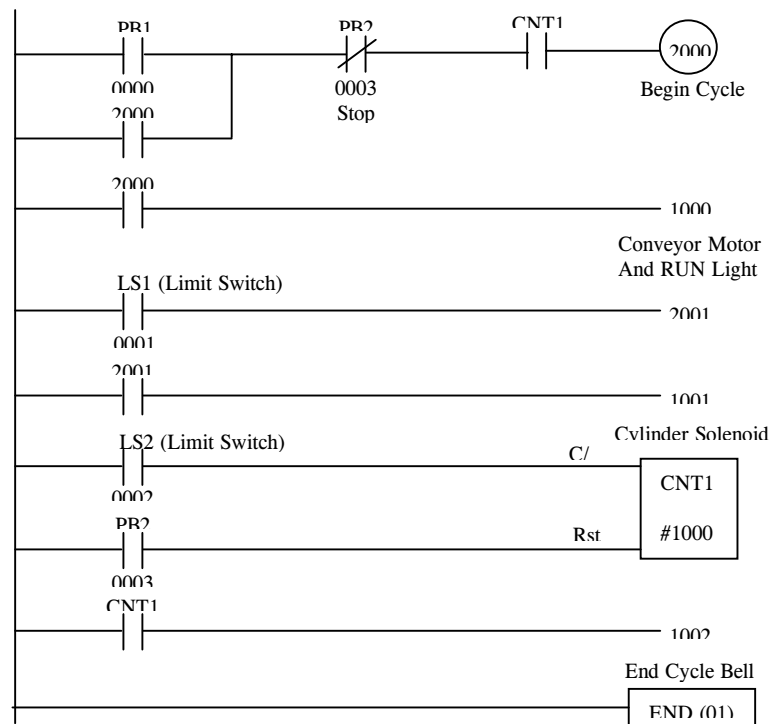 PB1 PB2 CNT1
2000
0000 0003 Begin Cycle
2000 Stop
2000
1000
Conveyor Motor
And RUN Light
LS1 (Limit Switch)
2001
0001
2001
1001
Cylinder Solenoid
LS2 (Limit Switch)
C/
CNT1
0002
PB2
Rst #1000
0003
CNT1
1002
End Cycle Bell
END (01)